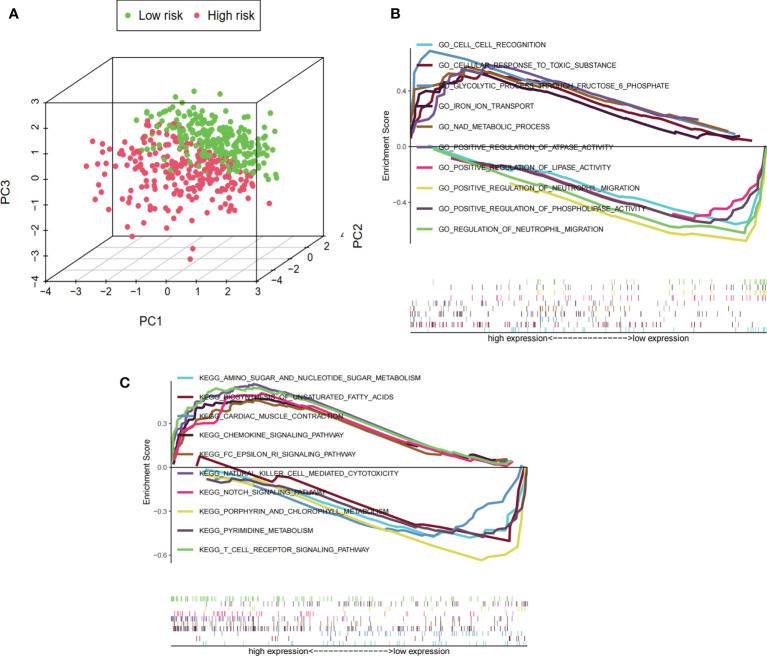 A
Low risk High risk
PC3
3
2
1
0
−1
−2
−3
−4
−4 −3 −2 −1 0 1 2 3
PC1
−4
−2
0
2
PC2
B
Enrichment Score
0.4
0.0
−0.4
GO_CELL_CELL_RECOGNITION
GO_CELLULAR_RESPONSE_TO_TOXIC_SUBSTANCE
GO_GLYCOLYTIC_PROCESS_THROUGH_FRUCTOSE_6_PHOSPHATE
GO_IRON_ION_TRANSPORT
GO_NAD_METABOLIC_PROCESS
GO_POSITIVE_REGULATION_OF_ATPASE_ACTIVITY
GO_POSITIVE_REGULATION_OF_LIPASE_ACTIVITY
GO_POSITIVE_REGULATION_OF_NEUTROPHIL_MIGRATION
GO_POSITIVE_REGULATION_OF_PHOSPHOLIPASE_ACTIVITY
GO_REGULATION_OF_NEUTROPHIL_MIGRATION
high expression<--------------->low expression
C
Enrichment Score
0.3
0.0
−0.3
−0.6
KEGG_AMINO_SUGAR_AND_NUCLEOTIDE_SUGAR_METABOLISM
KEGG_BIOSYNTHESIS_OF_UNSATURATED_FATTY_ACIDS
KEGG_CARDIAC_MUSCLE_CONTRACTION
KEGG_CHEMOKINE_SIGNALING_PATHWAY
KEGG_FC_EPSILON_RI_SIGNALING_PATHWAY
KEGG_NATURAL_KILLER_CELL_MEDIATED_CYTOTOXICITY
KEGG_NOTCH_SIGNALING_PATHWAY
KEGG_PORPHYRIN_AND_CHLOROPHYLL_METABOLISM
KEGG_PYRIMIDINE_METABOLISM
KEGG_T_CELL_RECEPTOR_SIGNALING_PATHWAY
high expression<--------------->low expression